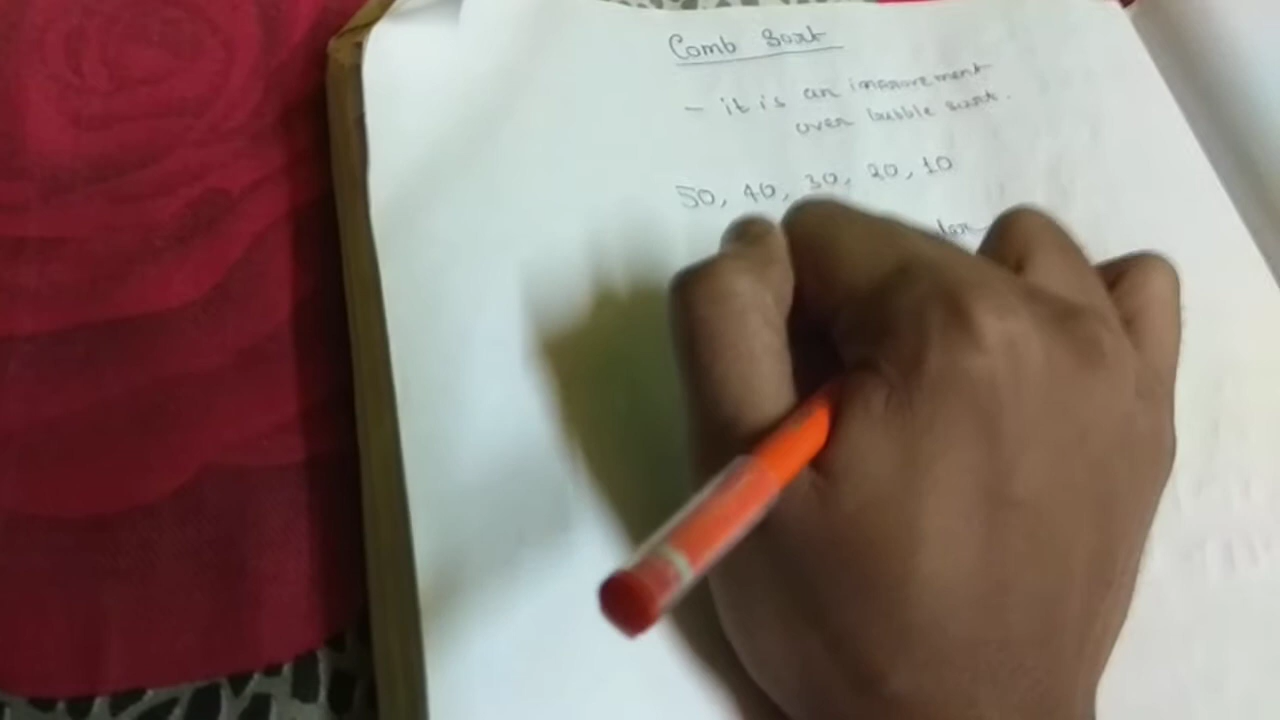 Comb Sort
- it is an improvement
over bubble sort.
50, 40, 30, 20, 10